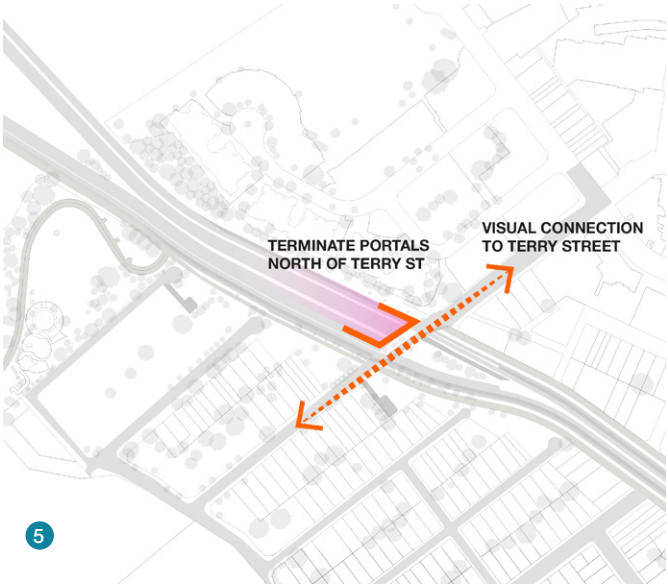 TERMINATE PORTALS
NORTH OF TERRY ST
VISUAL CONNECTION
TO TERRY STREET
5